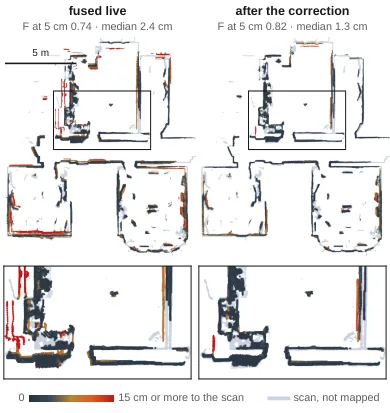 fused live
F at 5 cm 0.74 · median 2.4 cm
after the correction
F at 5 cm 0.82 · median 1.3 cm
5 m
0 15 cm or more to the scan
scan, not mapped